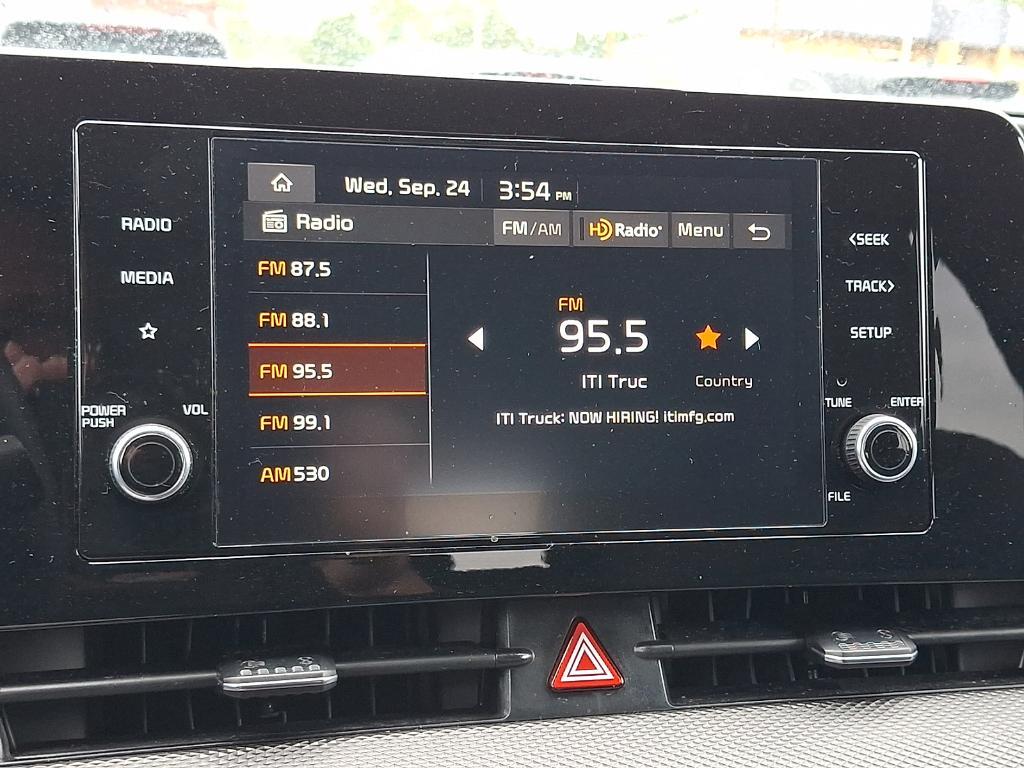 Wed, Sep. 24 3:54 PM
Radio FM/AM HD Radio Menu
FM 87.5
FM 88.1
FM 95.5
FM 99.1
AM 530
FM
95.5
ITI Truc Country
ITI Truck: NOW HIRING! itimfg.com
RADIO
MEDIA
POWER
PUSH
VOL
<SEEK
TRACK>
SETUP
TUNE
ENTER
FILE